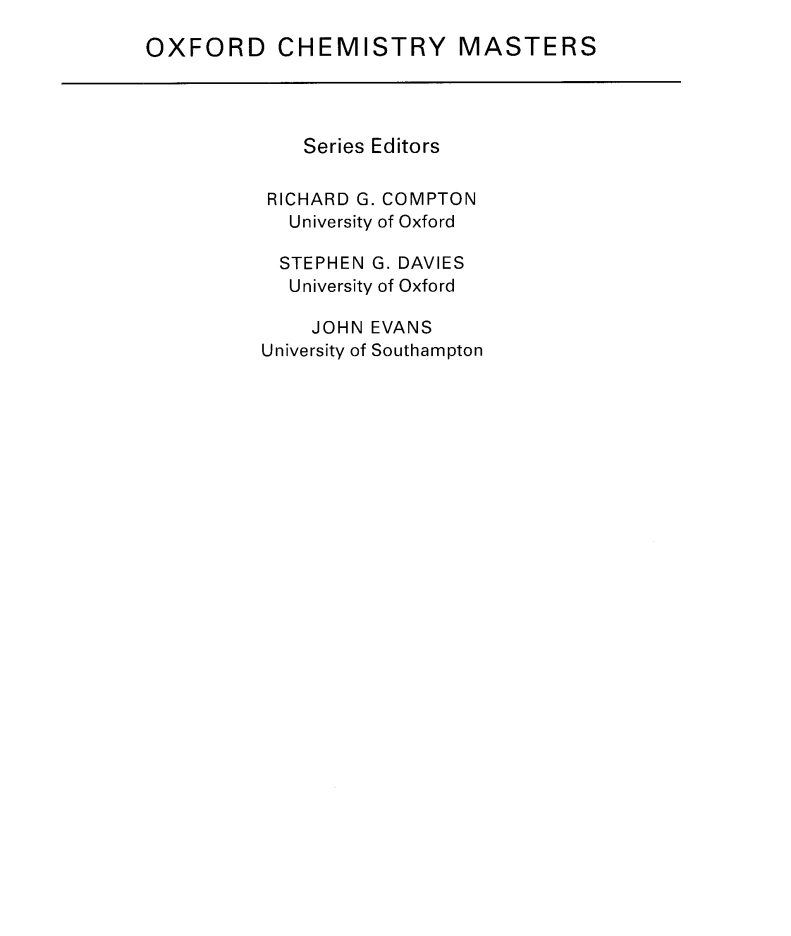 OXFORD CHEMISTRY MASTERS
Series Editors
RICHARD G. COMPTON
University of Oxford
STEPHEN G. DAVIES
University of Oxford
JOHN EVANS
University of Southampton